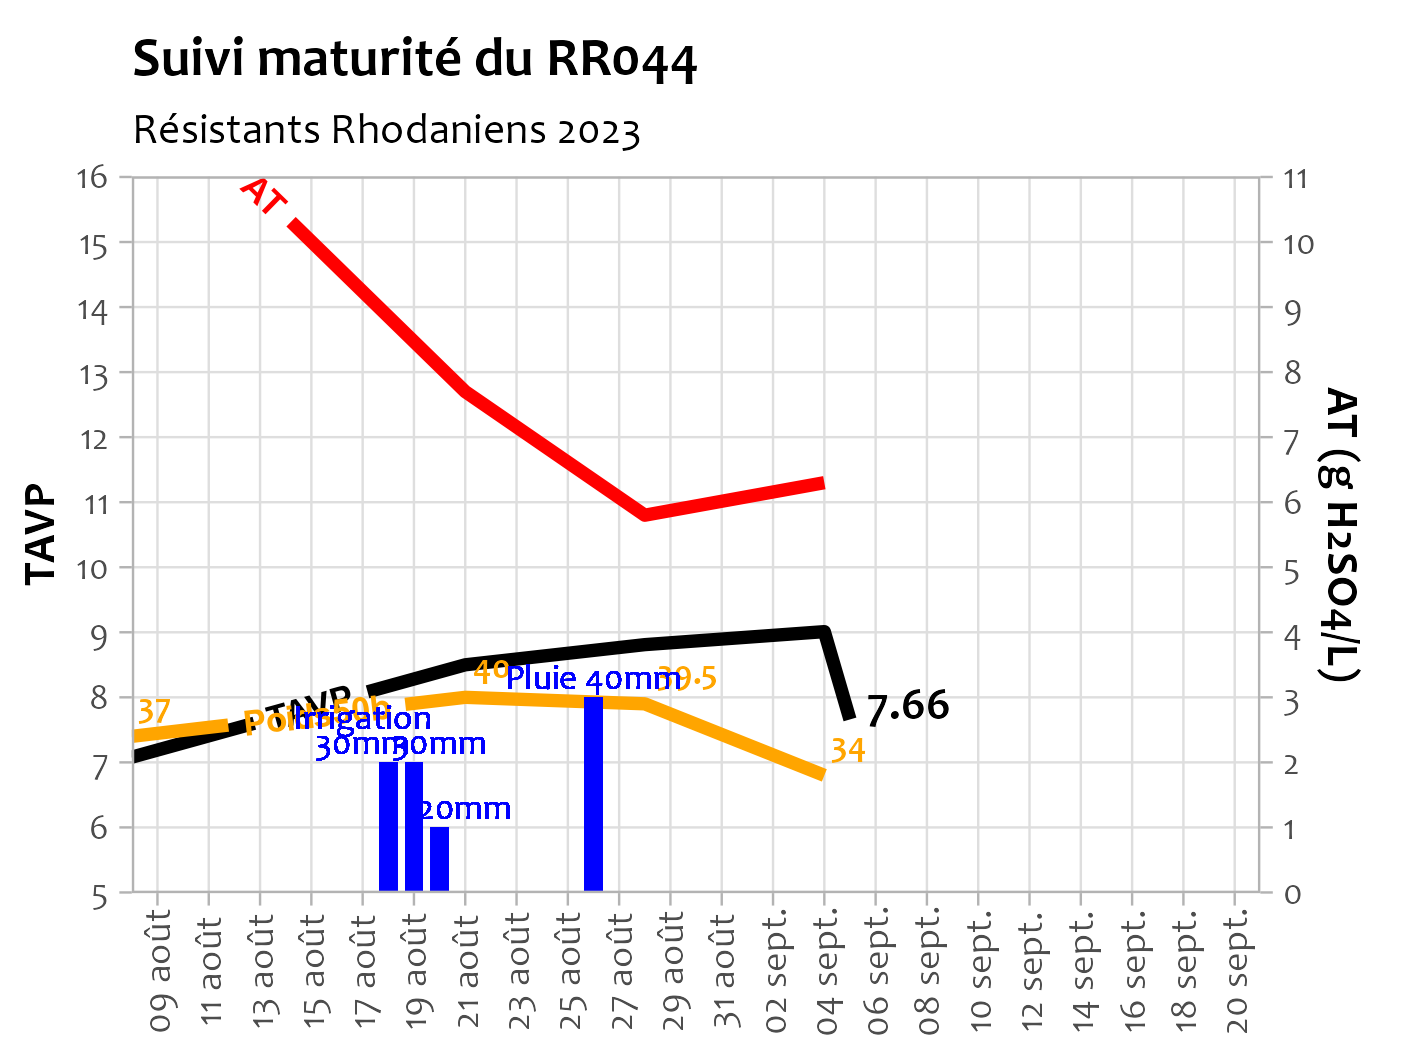 Suivi maturité du RR044
Résistants Rhodaniens 2023
16
15
14
13
12
11
10
9
8
7
6
5
TAVP
11
10
9
8
7
6
5
4
3
2
1
0
AT (g H2SO4/L)
AT
TAVP
Poids50b
37
40
39.5
34
7.66
Pluie 40mm
Irrigation
30mm
30mm
20mm
09 août
11 août
13 août
15 août
17 août
19 août
21 août
23 août
25 août
27 août
29 août
31 août
02 sept.
04 sept.
06 sept.
08 sept.
10 sept.
12 sept.
14 sept.
16 sept.
18 sept.
20 sept.